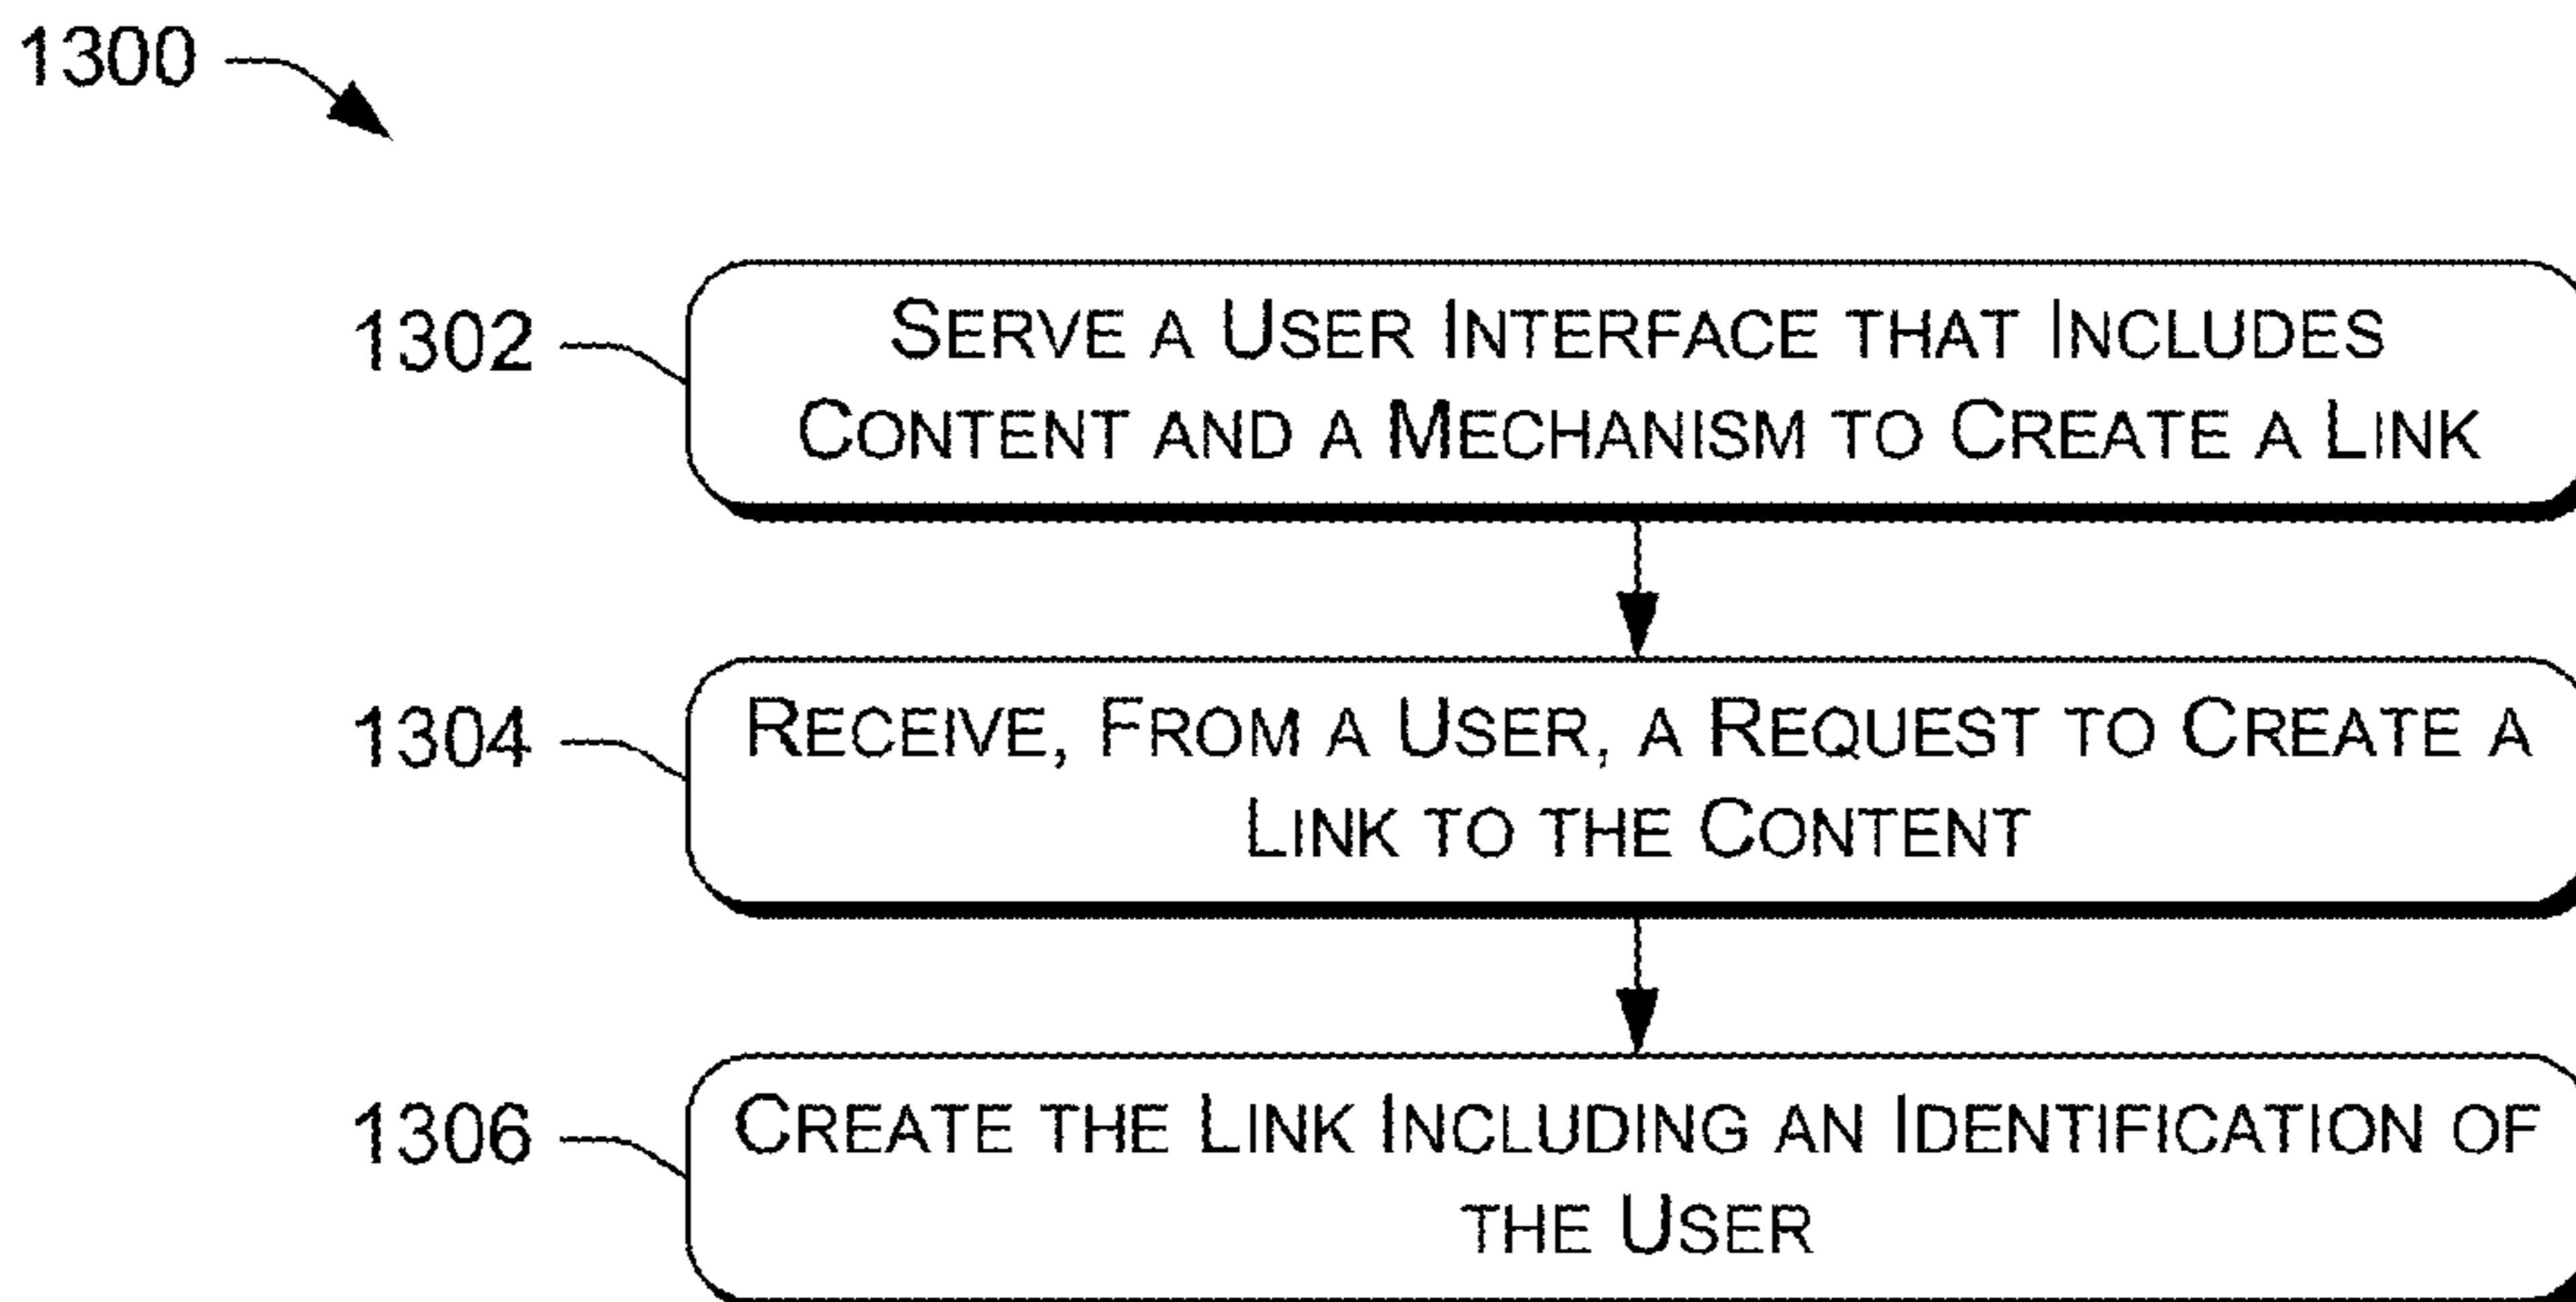 1300
1302
SERVE A USER INTERFACE THAT INCLUDES
CONTENT AND A MECHANISM TO CREATE A LINK
1304
RECEIVE, FROM A USER, A REQUEST TO CREATE A
LINK TO THE CONTENT
1306
CREATE THE LINK INCLUDING AN IDENTIFICATION OF
THE USER